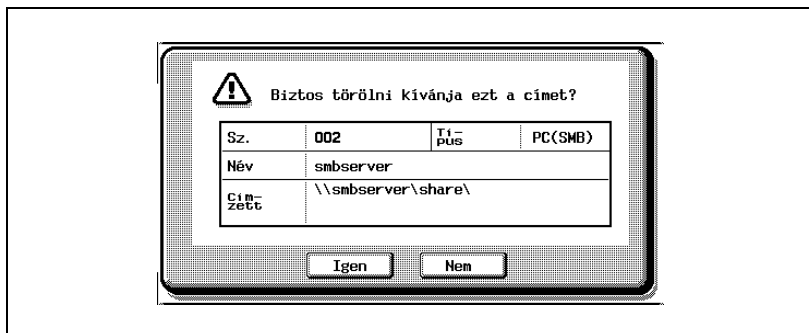 Biztos törölni kívánja ezt a címet?
Sz. 002 Tí-pus PC(SMB)
Név smbserver
Cím-zett \\smbserver\share\
Igen Nem